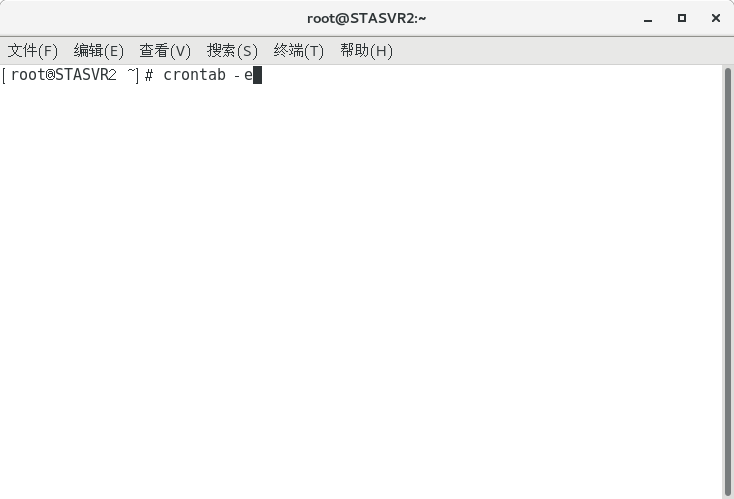 root@STASVR2:~
文件(F) 编辑(E) 查看(V) 搜索(S) 终端(T) 帮助(H)
[root@STASVR2 ~]# crontab -e